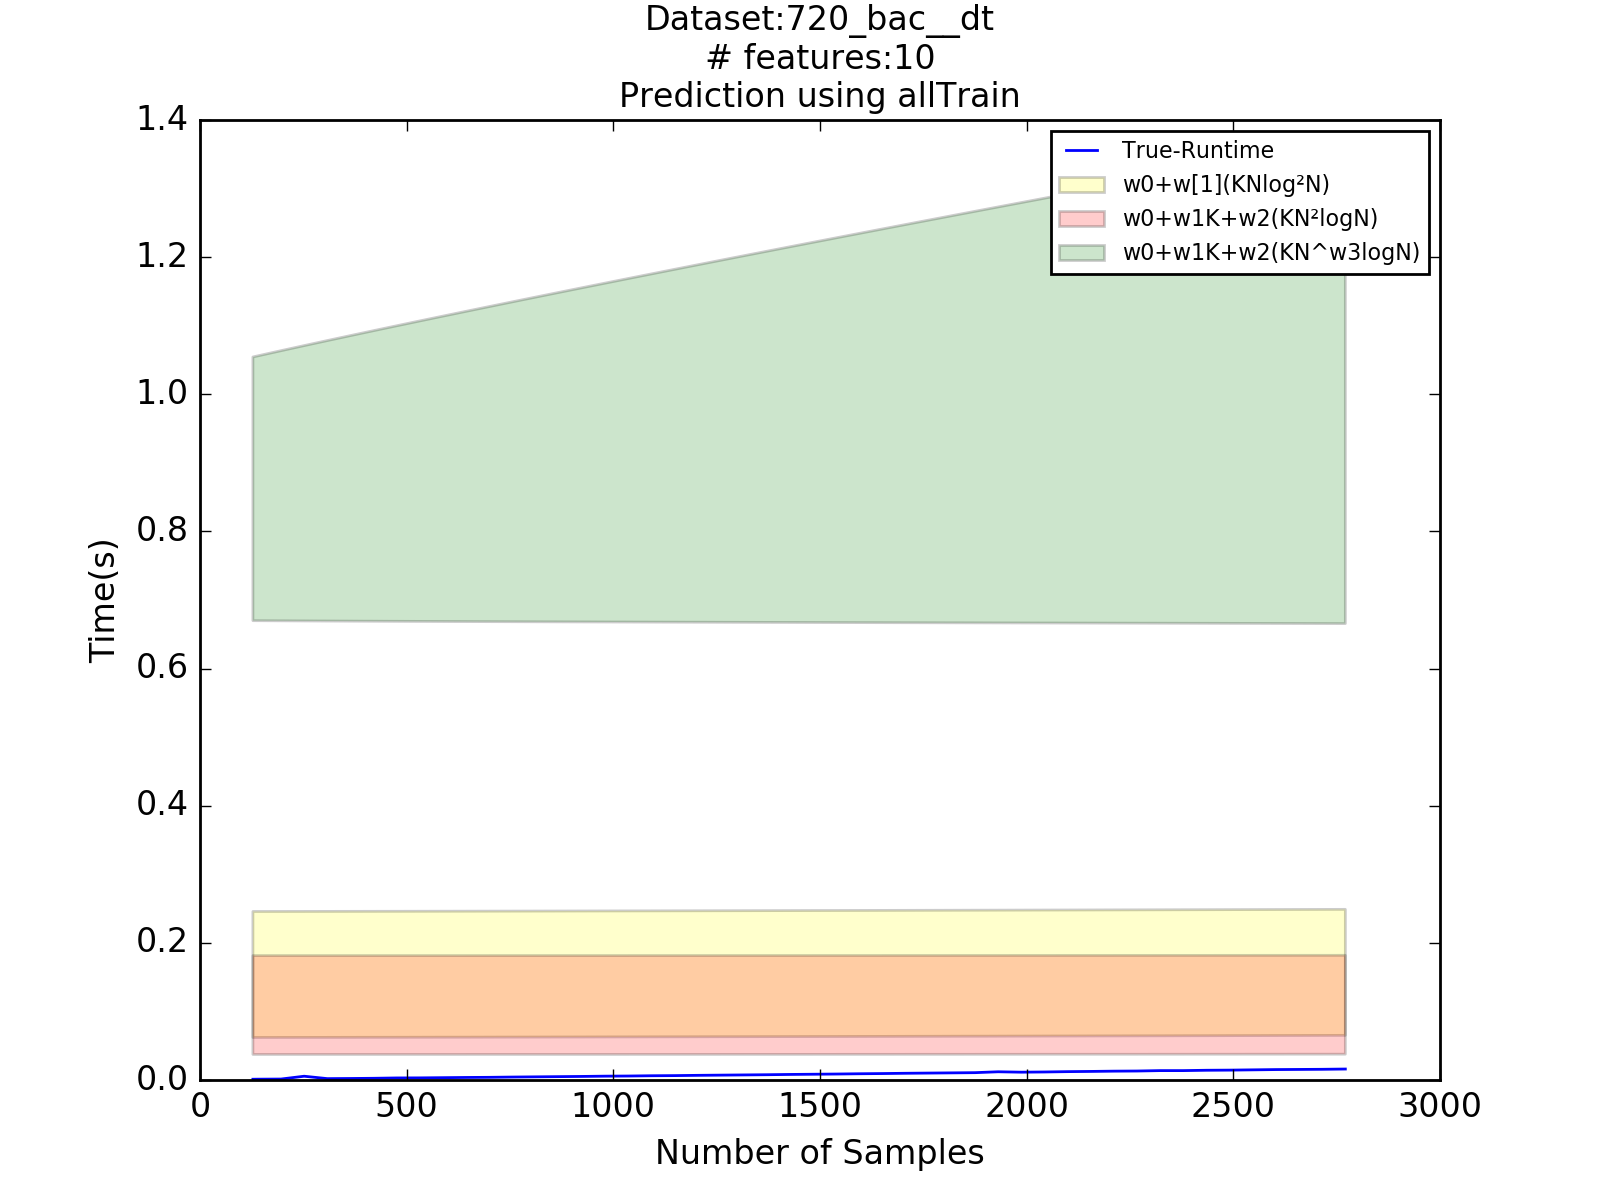 Dataset:720_bac__dt
# features:10
Prediction using allTrain
1.4
1.2
1.0
0.8
0.6
0.4
0.2
0.0
Time(s)
True-Runtime
w0+w[1](KNlog²N)
w0+w1K+w2(KN²logN)
w0+w1K+w2(KN^w3logN)
0 500 1000 1500 2000 2500 3000
Number of Samples